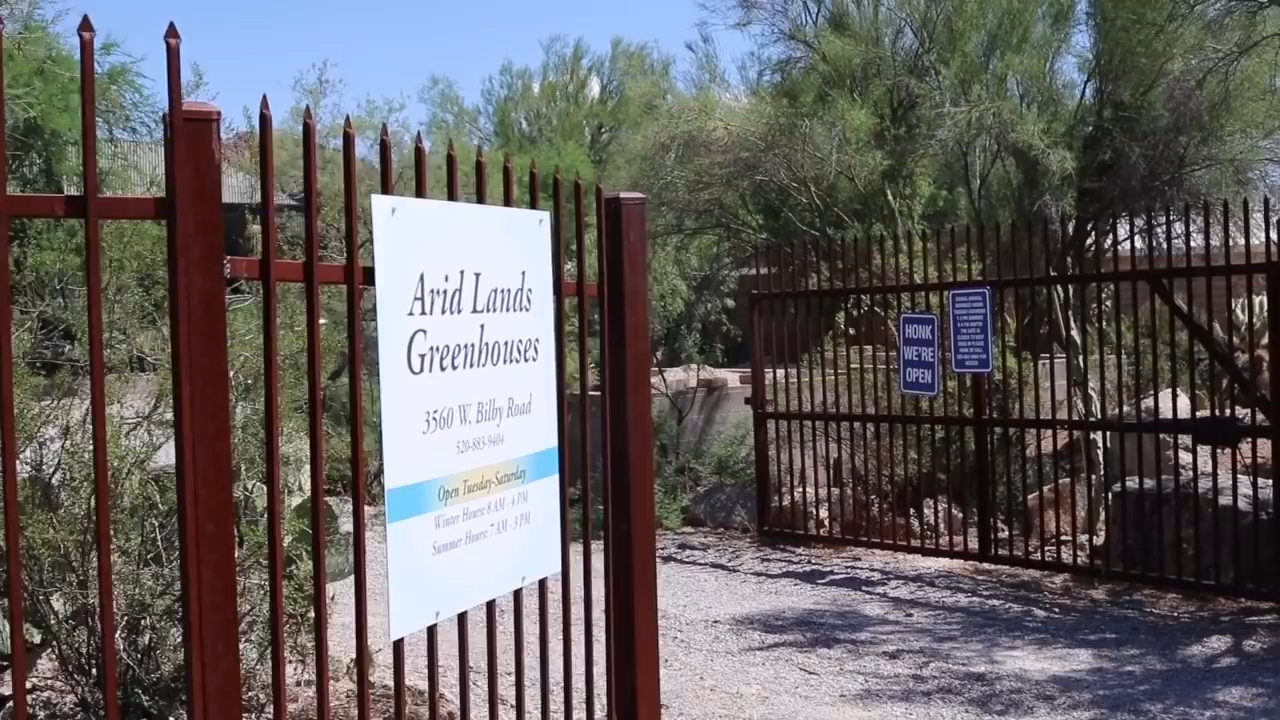 Arid Lands
Greenhouses
3560 W. Bilby Road
520-883-9404
Open Tuesday-Saturday
Winter Hours: 8 AM - 4 PM
Summer Hours: 7 AM - 3 PM
HONK
WE'RE
OPEN